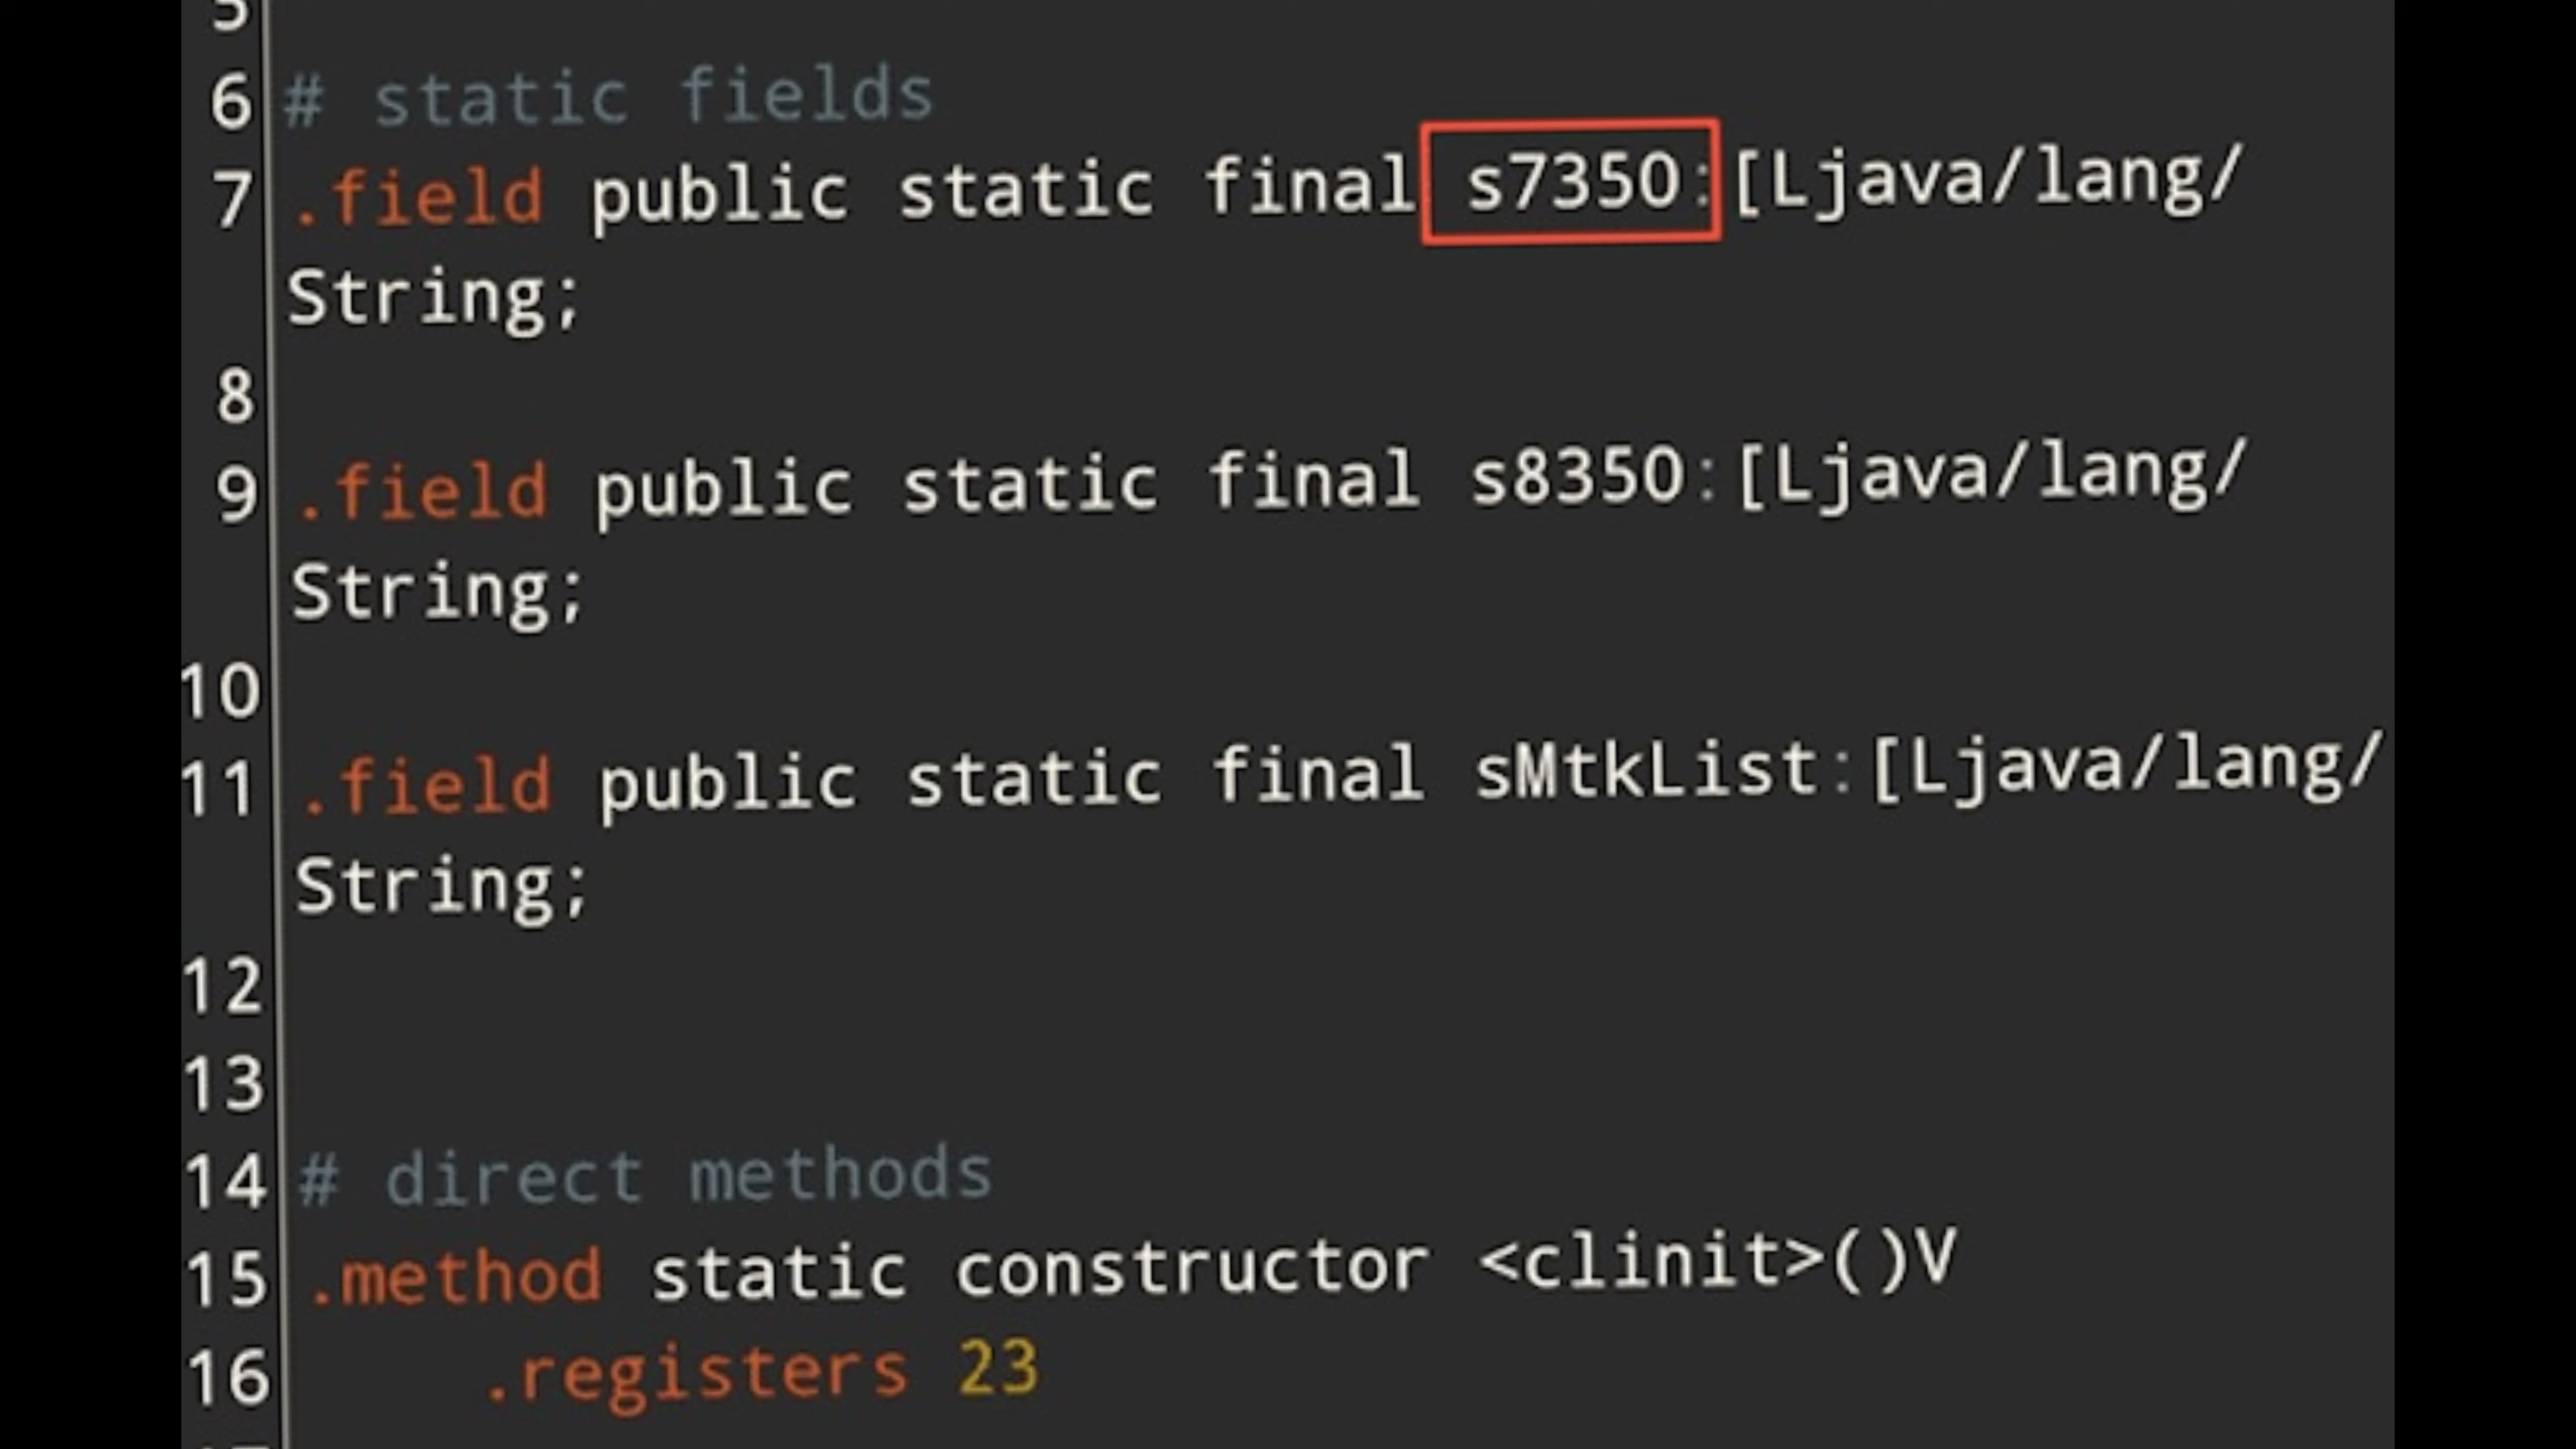 5
6 # static fields
7 .field public static final s7350:[Ljava/lang/
String;
8
9 .field public static final s8350:[Ljava/lang/
String;
10
11 .field public static final sMtkList:[Ljava/lang/
String;
12
13
14 # direct methods
15 .method static constructor <clinit>()V
16 .registers 23